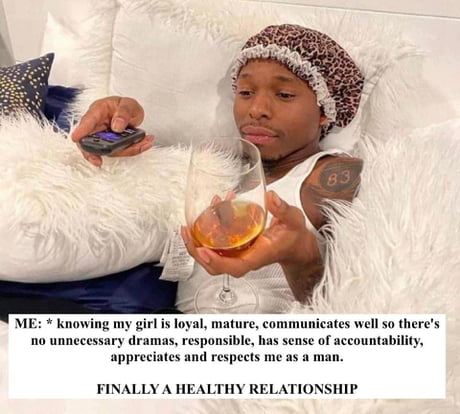 83
ME: * knowing my girl is loyal, mature, communicates well so there's
no unnecessary dramas, responsible, has sense of accountability,
appreciates and respects me as a man.
FINALLY A HEALTHY RELATIONSHIP